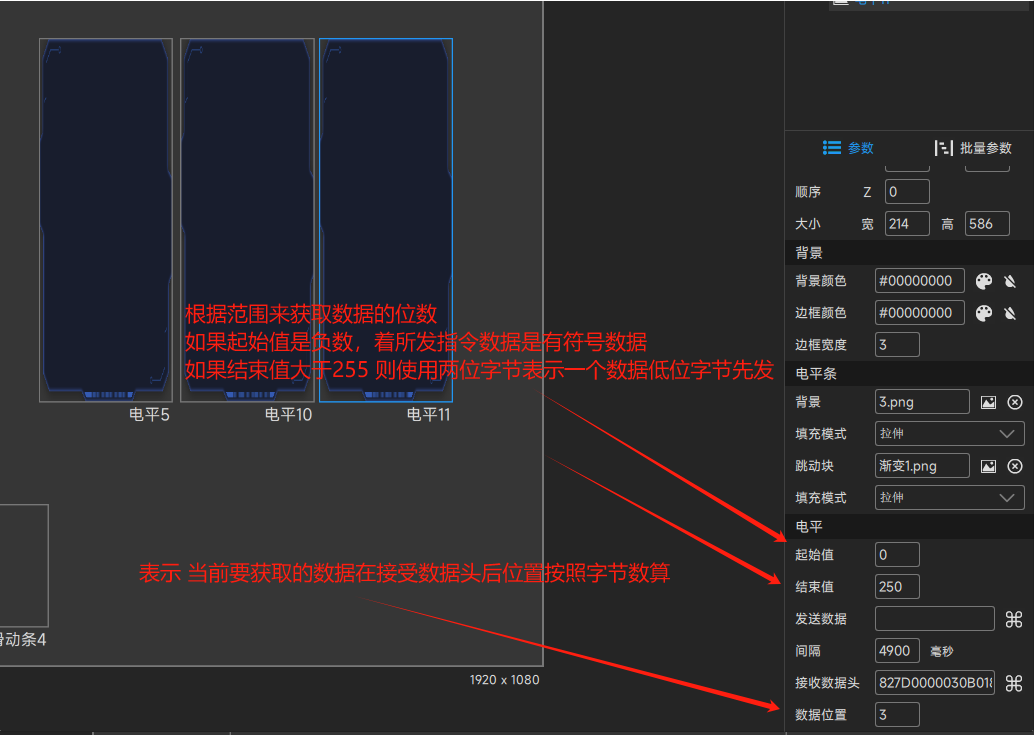 参数
批量参数
顺序 Z 0
大小 宽 214 高 586
背景
背景颜色 #00000000
边框颜色 #00000000
边框宽度 3
电平条
背景 3.png
填充模式 拉伸
跳动块 渐变1.png
填充模式 拉伸
电平
起始值 0
结束值 250
发送数据
间隔 4900 毫秒
接收数据头 827D0000030B01
数据位置 3
根据范围来获取数据的位数
如果起始值是负数，着所发指令数据是有符号数据
如果结束值大于255 则使用两位字节表示一个数据低位字节先发
电平5
电平10
电平11
表示 当前要获取的数据在接受数据头后位置按照字节数算
滑动条4
1920 x 1080